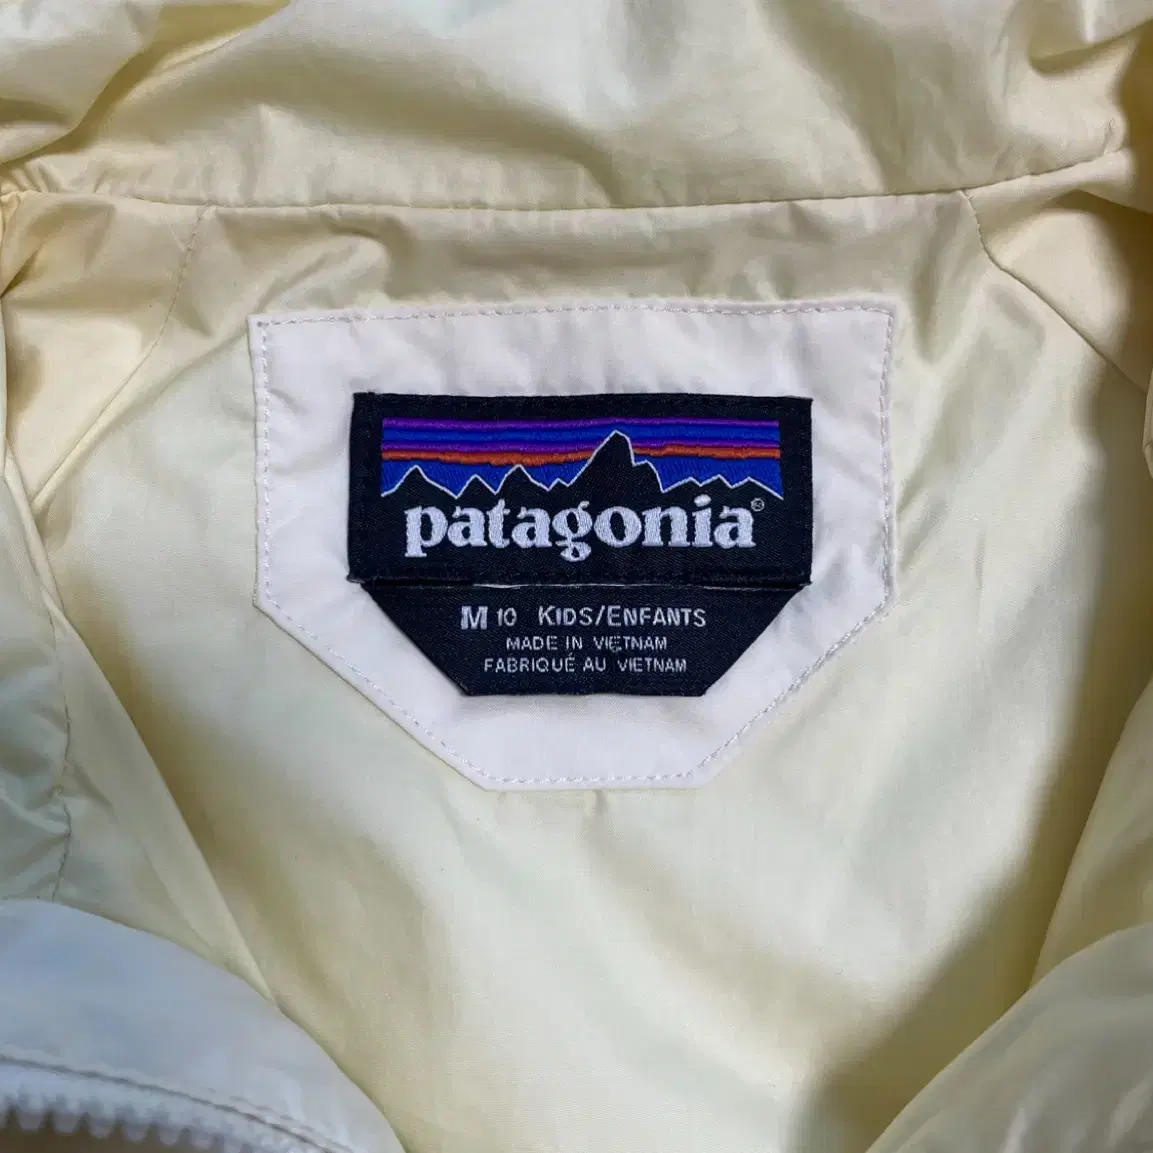 patagonia®
M 10 KIDS/ENFANTS
MADE IN VIETNAM
FABRIQUÉ AU VIETNAM